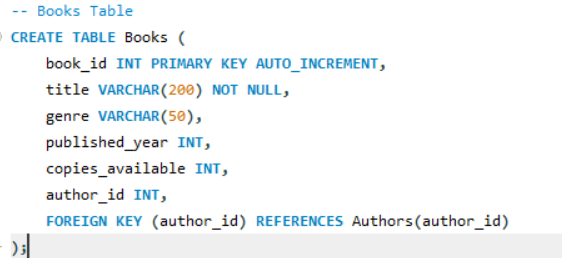 -- Books Table
CREATE TABLE Books (
book_id INT PRIMARY KEY AUTO_INCREMENT,
title VARCHAR(200) NOT NULL,
genre VARCHAR(50),
published_year INT,
copies_available INT,
author_id INT,
FOREIGN KEY (author_id) REFERENCES Authors(author_id)
);